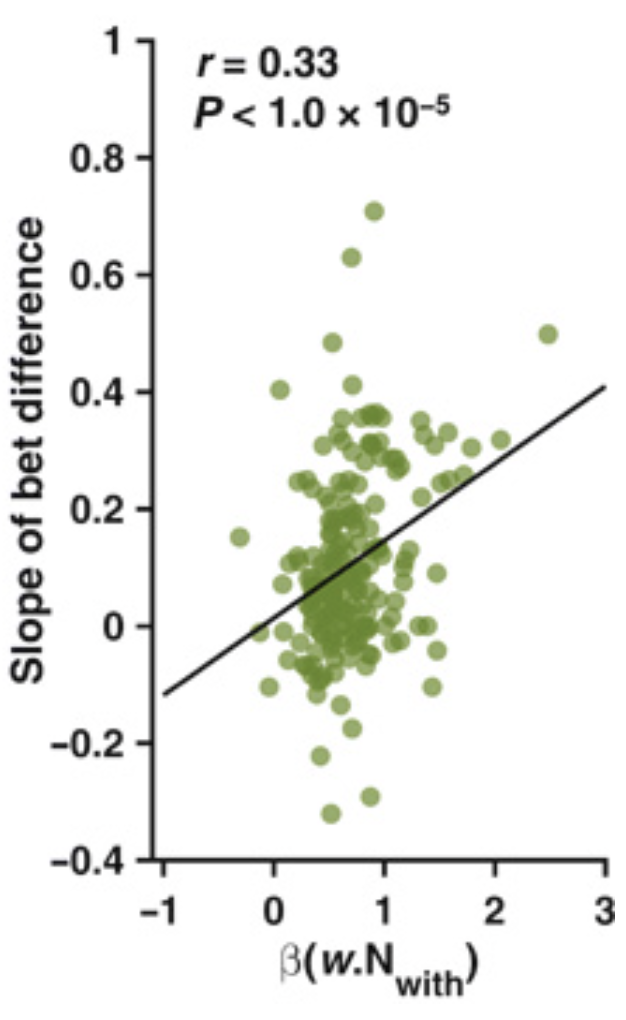 r = 0.33
P < 1.0 × 10⁻⁵
Slope of bet difference
1
0.8
0.6
0.4
0.2
0
−0.2
−0.4
−1 0 1 2 3
β(w.Nwith)